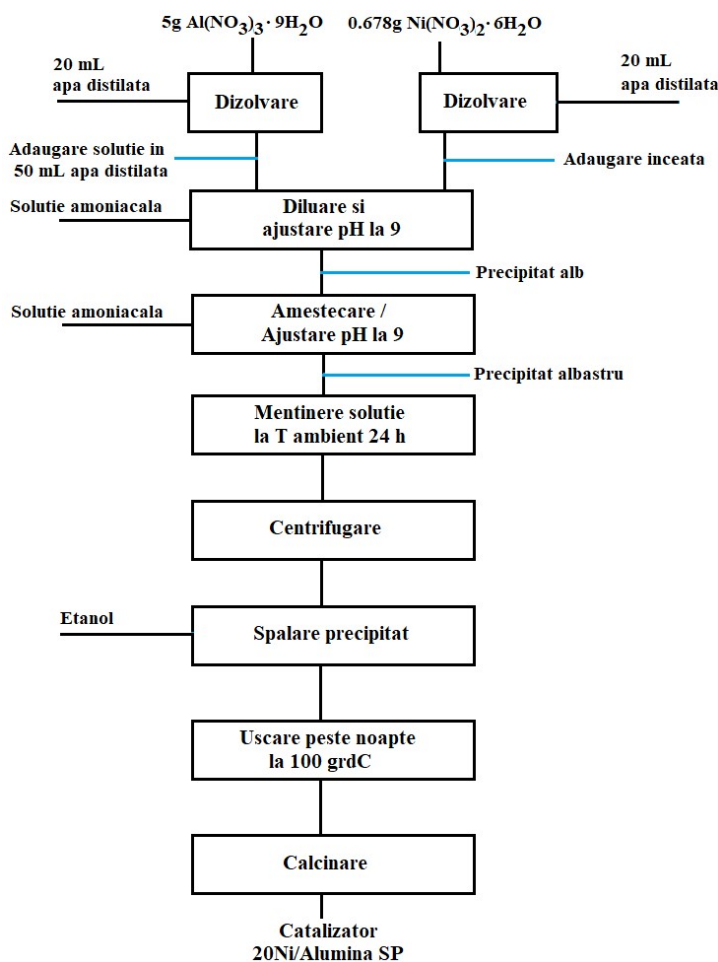 5g Al(NO3)3·9H2O
0.678g Ni(NO3)2·6H2O
20 mL
apa distilata
Dizolvare
Dizolvare
20 mL
apa distilata
Adaugare solutie in
50 mL apa distilata
Adaugare inceata
Solutie amoniacala
Diluare si
ajustare pH la 9
Precipitat alb
Solutie amoniacala
Amestecare /
Ajustare pH la 9
Precipitat albastru
Mentinere solutie
la T ambient 24 h
Centrifugare
Etanol
Spalare precipitat
Uscare peste noapte
la 100 grdC
Calcinare
Catalizator
20Ni/Alumina SP